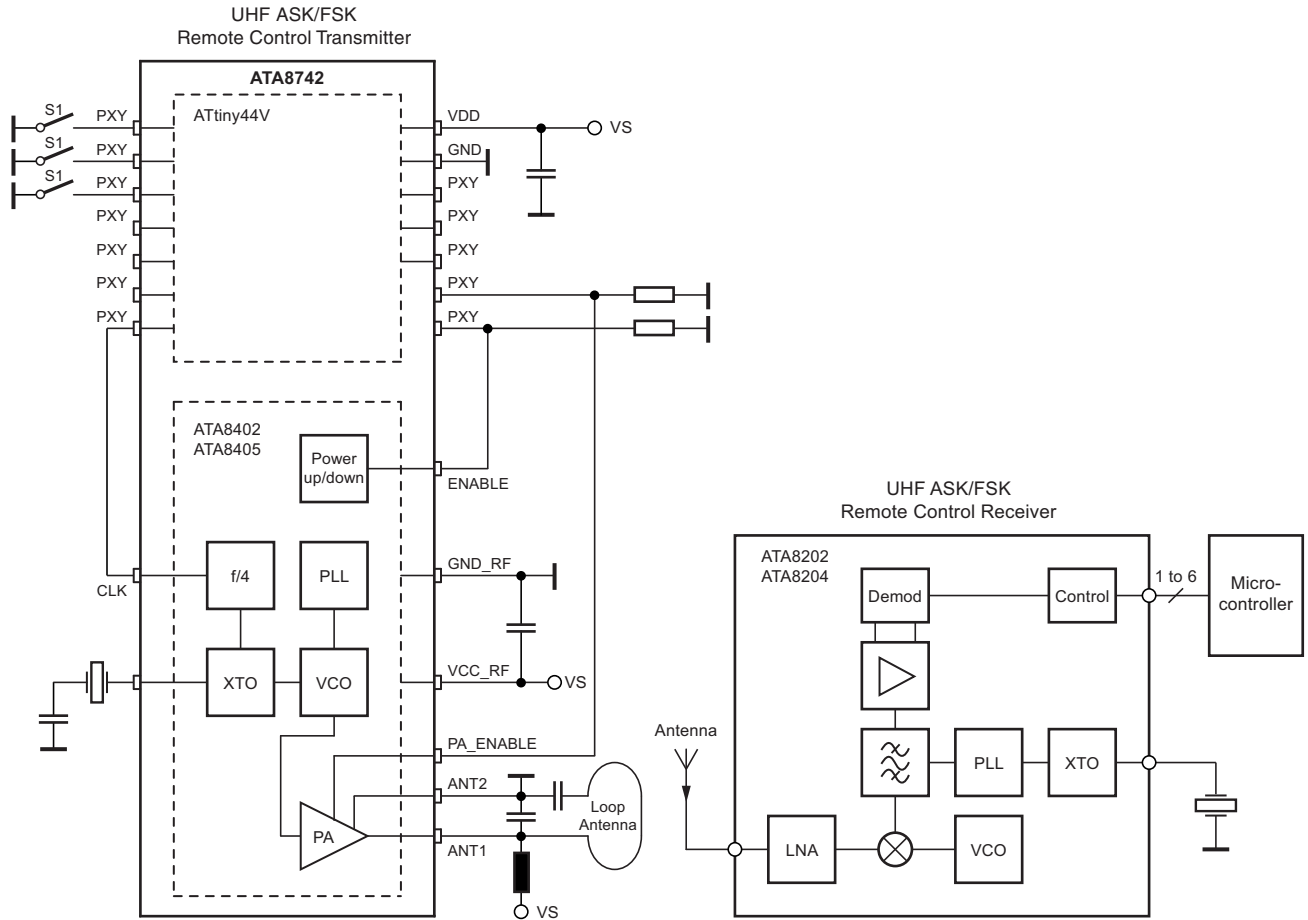 UHF ASK/FSK
Remote Control Transmitter
ATA8742
ATtiny44V
S1
PXY
S1
PXY
S1
PXY
PXY
PXY
PXY
PXY
VDD
VS
GND
PXY
PXY
PXY
PXY
PXY
ATA8402
ATA8405
Power
up/down
ENABLE
f/4
PLL
CLK
GND_RF
XTO
VCO
VCC_RF
VS
PA_ENABLE
ANT2
Loop
Antenna
PA
ANT1
VS
UHF ASK/FSK
Remote Control Receiver
ATA8202
ATA8204
Demod
Control
1 to 6
Micro-
controller
Antenna
PLL
XTO
LNA
VCO